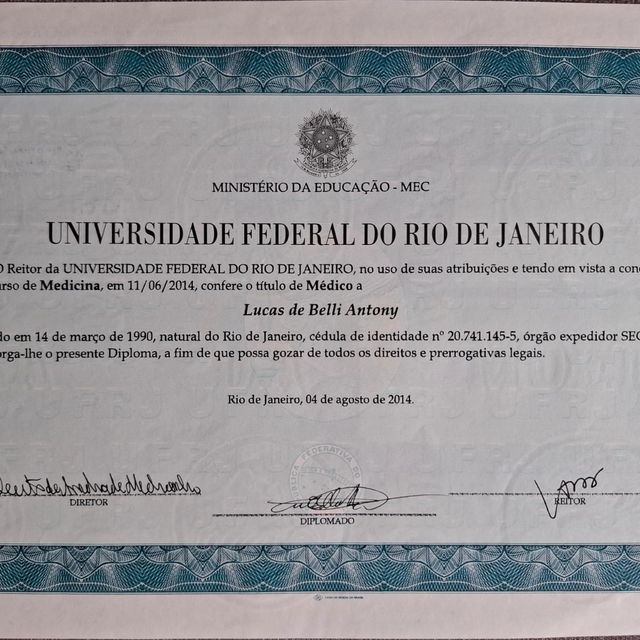 MINISTÉRIO DA EDUCAÇÃO - MEC
UNIVERSIDADE FEDERAL DO RIO DE JANEIRO
O Reitor da UNIVERSIDADE FEDERAL DO RIO DE JANEIRO, no uso de suas atribuições e tendo em vista a
de Medicina, em 11/06/2014, confere o título de Médico a
Lucas de Belli Antony
em 14 de março de 1990, natural do Rio de Janeiro, cédula de identidade nº 20.741.145-5, órgão expedidor
o presente Diploma, a fim de que possa gozar de todos os direitos e prerrogativas legais.
Rio de Janeiro, 04 de agosto de 2014.
DIRETOR
DIPLOMADO
REITOR